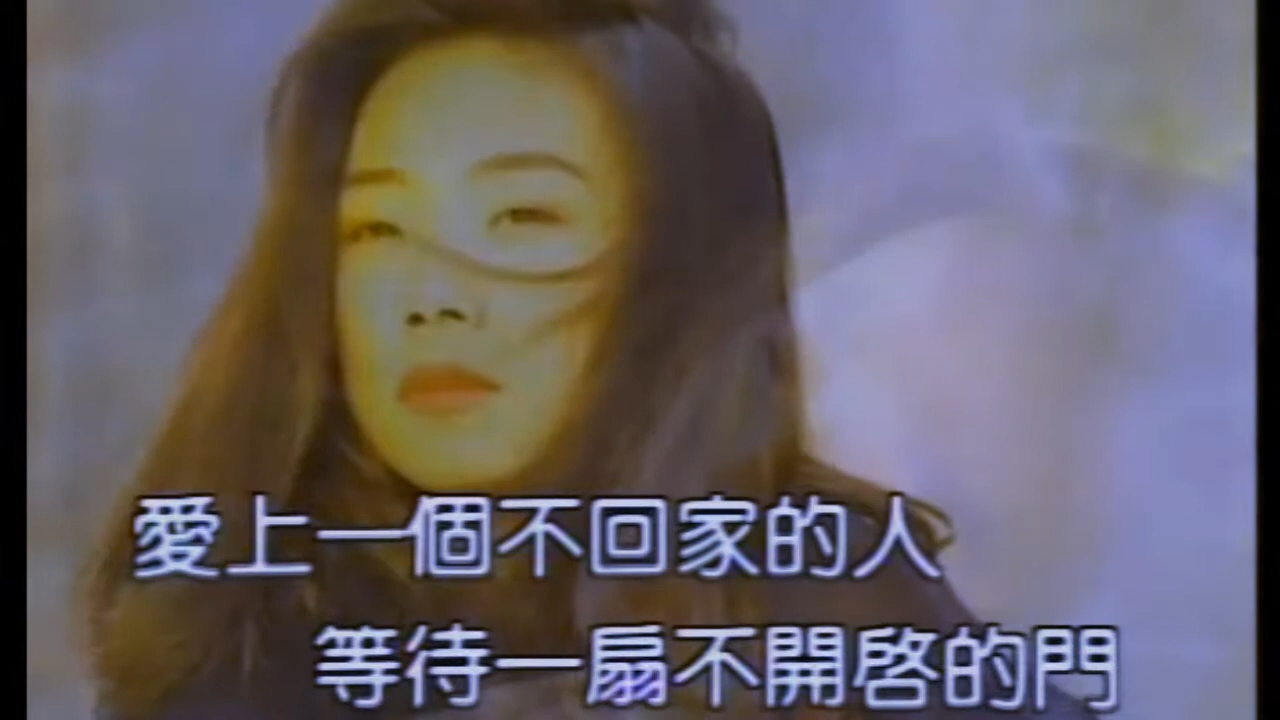 愛上一個不回家的人
等待一扇不開啓的門